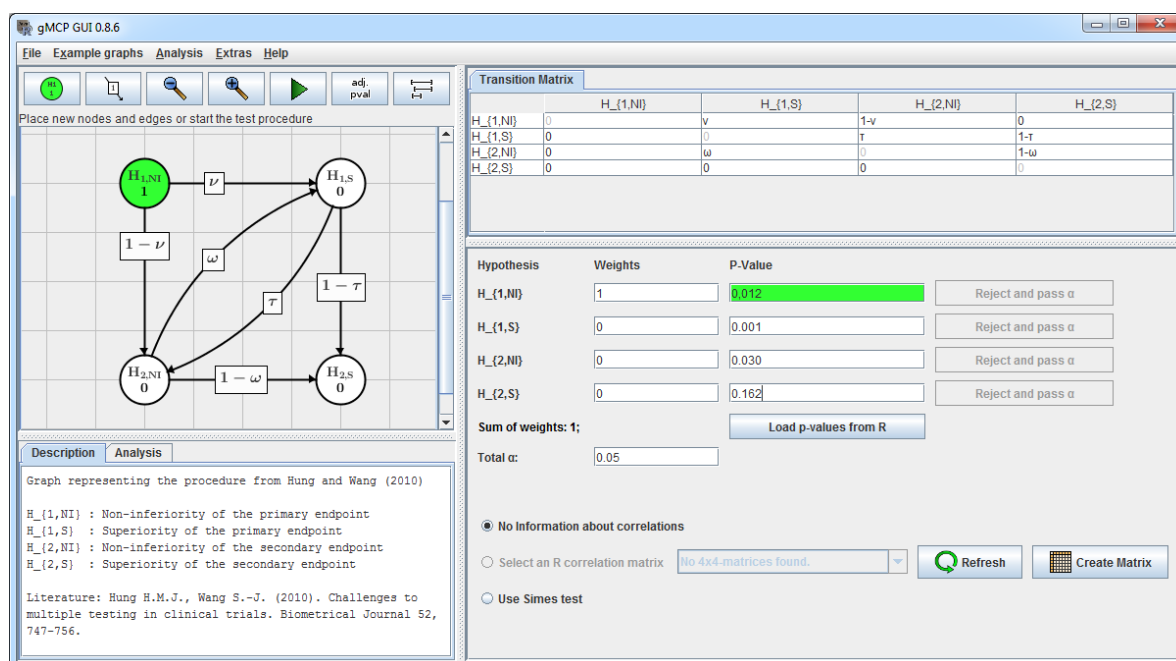 gMCP GUI 0.8.6
File Example graphs Analysis Extras Help
H1
1
1
adj.
pval
Place new nodes and edges or start the test procedure
H1,NI
1
ν
H1,S
0
1 − ν
ω
τ
1 − τ
H2,NI
0
1 − ω
H2,S
0
Description Analysis
Graph representing the procedure from Hung and Wang (2010)
H_{1,NI} : Non-inferiority of the primary endpoint
H_{1,S} : Superiority of the primary endpoint
H_{2,NI} : Non-inferiority of the secondary endpoint
H_{2,S} : Superiority of the secondary endpoint
Literature: Hung H.M.J., Wang S.-J. (2010). Challenges to
multiple testing in clinical trials. Biometrical Journal 52,
747-756.
Transition Matrix
H_{1,NI} H_{1,S} H_{2,NI} H_{2,S}
H_{1,NI} 0 ν 1-ν 0
H_{1,S} 0 0 τ 1-τ
H_{2,NI} 0 ω 0 1-ω
H_{2,S} 0 0 0 0
Hypothesis Weights P-Value
H_{1,NI} 1 0,012 Reject and pass α
H_{1,S} 0 0.001 Reject and pass α
H_{2,NI} 0 0.030 Reject and pass α
H_{2,S} 0 0.162 Reject and pass α
Sum of weights: 1; Load p-values from R
Total α: 0.05
No Information about correlations
Select an R correlation matrix No 4x4-matrices found. Refresh Create Matrix
Use Simes test